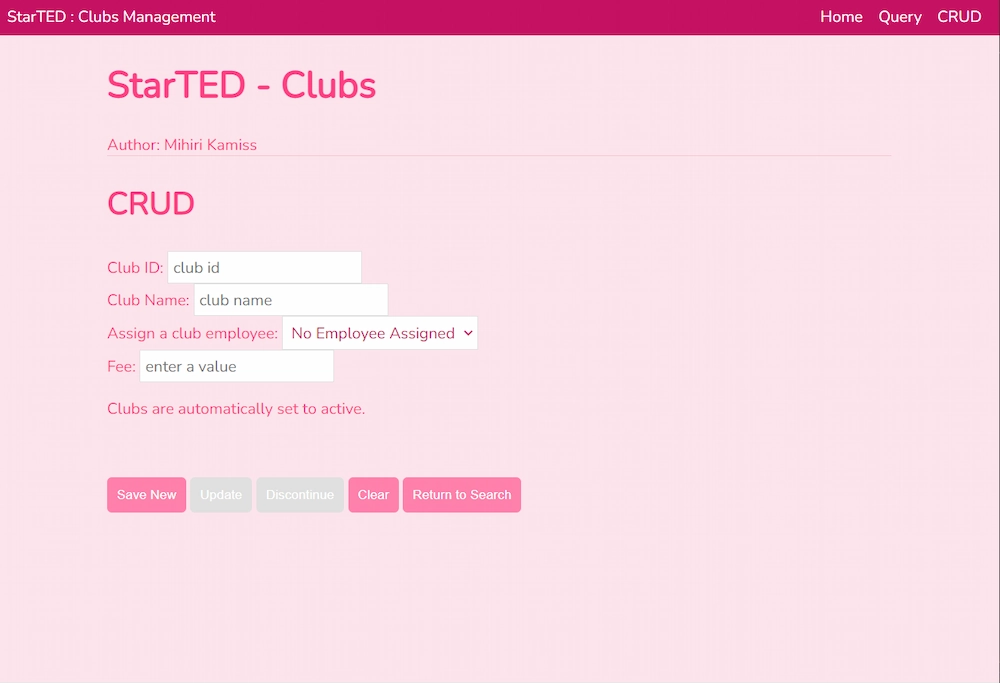 StarTED : Clubs Management Home Query CRUD
StarTED - Clubs
Author: Mihiri Kamiss
CRUD
Club ID: club id
Club Name: club name
Assign a club employee: No Employee Assigned
Fee: enter a value
Clubs are automatically set to active.
Save New Update Discontinue Clear Return to Search